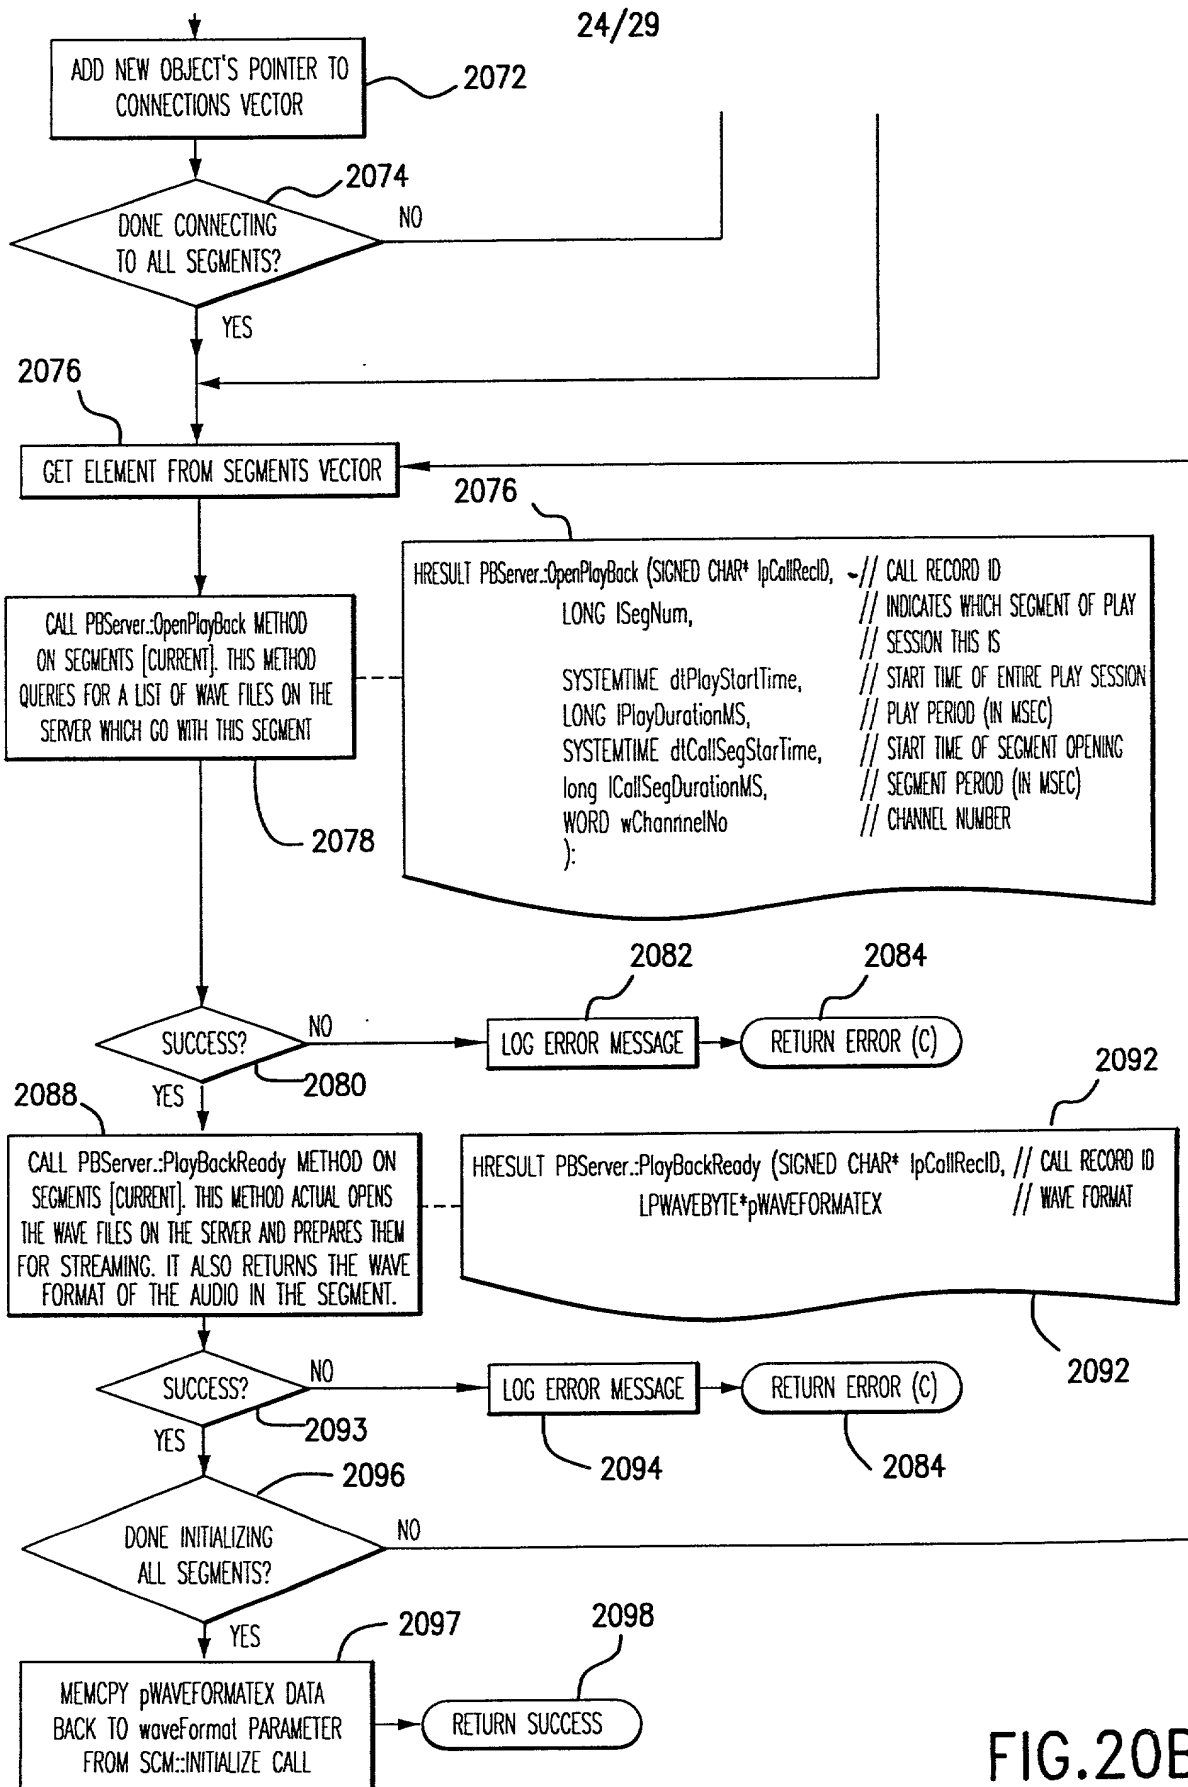 24/29
ADD NEW OBJECT'S POINTER TO
CONNECTIONS VECTOR
2072
2074
DONE CONNECTING
TO ALL SEGMENTS?
NO
YES
2076
GET ELEMENT FROM SEGMENTS VECTOR
2076
HRESULT PBServer::OpenPlayBack (SIGNED CHAR* lpCallRecID, // CALL RECORD ID
LONG lSegNum, // INDICATES WHICH SEGMENT OF PLAY
// SESSION THIS IS
SYSTEMTIME dtPlayStartTime, // START TIME OF ENTIRE PLAY SESSION
LONG lPlayDurationMS, // PLAY PERIOD (IN MSEC)
SYSTEMTIME dtCallSegStarTime, // START TIME OF SEGMENT OPENING
long lCallSegDurationMS, // SEGMENT PERIOD (IN MSEC)
WORD wChannnelNo // CHANNEL NUMBER
):
CALL PBServer::OpenPlayBack METHOD
ON SEGMENTS [CURRENT]. THIS METHOD
QUERIES FOR A LIST OF WAVE FILES ON THE
SERVER WHICH GO WITH THIS SEGMENT
2078
SUCCESS?
NO
2080
YES
2082
LOG ERROR MESSAGE
2084
RETURN ERROR (C)
2088
CALL PBServer::PlayBackReady METHOD ON
SEGMENTS [CURRENT]. THIS METHOD ACTUAL OPENS
THE WAVE FILES ON THE SERVER AND PREPARES THEM
FOR STREAMING. IT ALSO RETURNS THE WAVE
FORMAT OF THE AUDIO IN THE SEGMENT.
2092
HRESULT PBServer::PlayBackReady (SIGNED CHAR* lpCallRecID, // CALL RECORD ID
LPWAVEBYTE*pWAVEFORMATEX // WAVE FORMAT
2092
SUCCESS?
NO
2093
YES
LOG ERROR MESSAGE
2094
RETURN ERROR (C)
2084
2096
DONE INITIALIZING
ALL SEGMENTS?
NO
YES
2097
MEMCPY pWAVEFORMATEX DATA
BACK TO waveFormat PARAMETER
FROM SCM::INITIALIZE CALL
2098
RETURN SUCCESS
FIG.20B